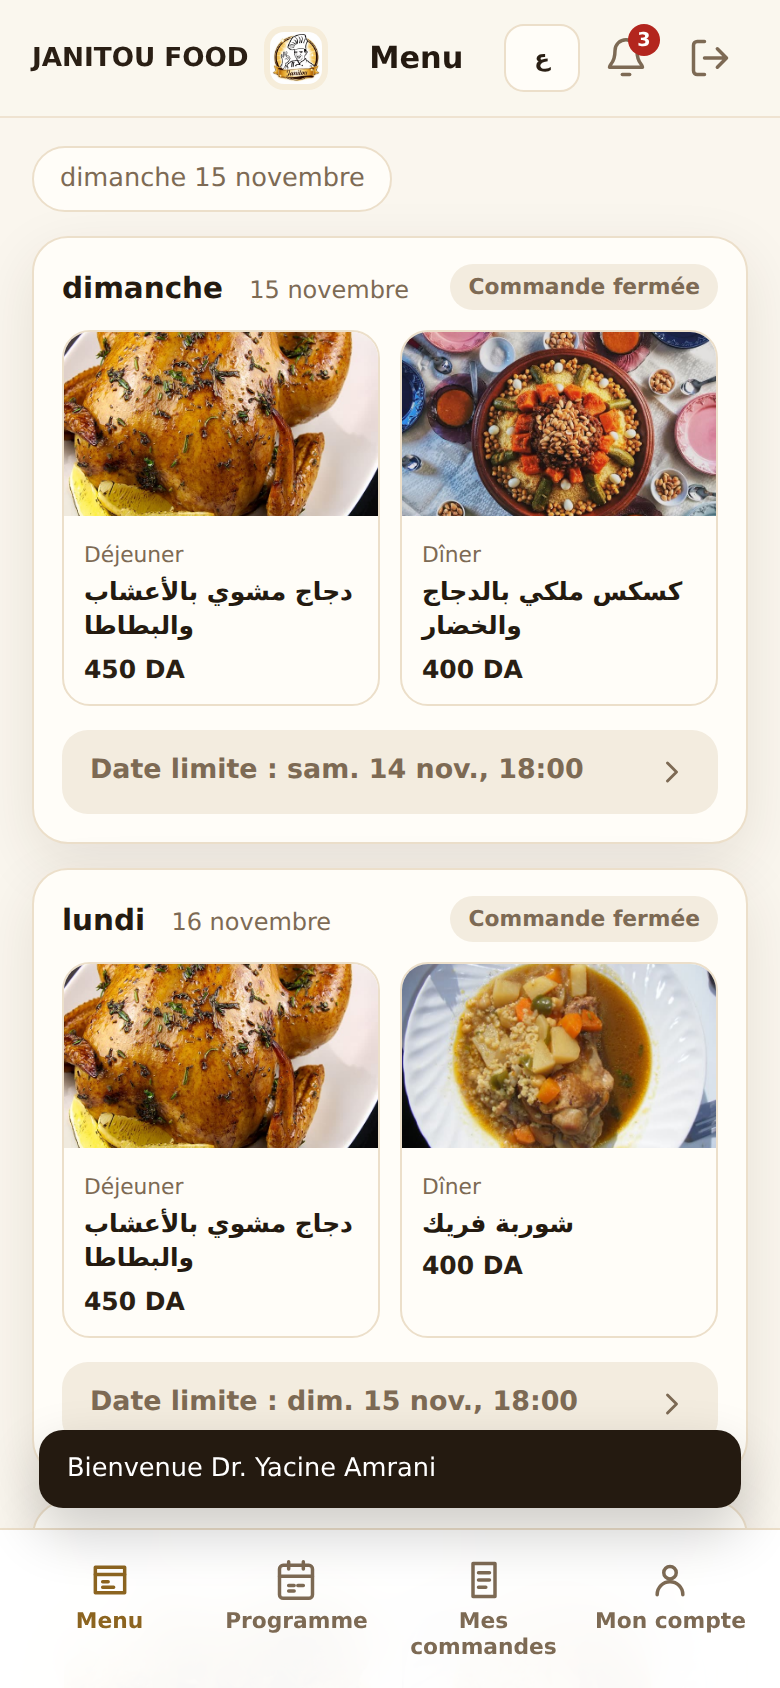 JANITOU FOOD
Janitou
Menu
ع
3
dimanche 15 novembre
dimanche 15 novembre
Commande fermée
Déjeuner
دجاج مشوي بالأعشاب
والبطاطا
450 DA
Dîner
كسكس ملكي بالدجاج
والخضار
400 DA
Date limite : sam. 14 nov., 18:00
lundi 16 novembre
Commande fermée
Déjeuner
دجاج مشوي بالأعشاب
والبطاطا
450 DA
Dîner
شوربة فريك
400 DA
Date limite : dim. 15 nov., 18:00
Bienvenue Dr. Yacine Amrani
Menu
Programme
Mes
commandes
Mon compte